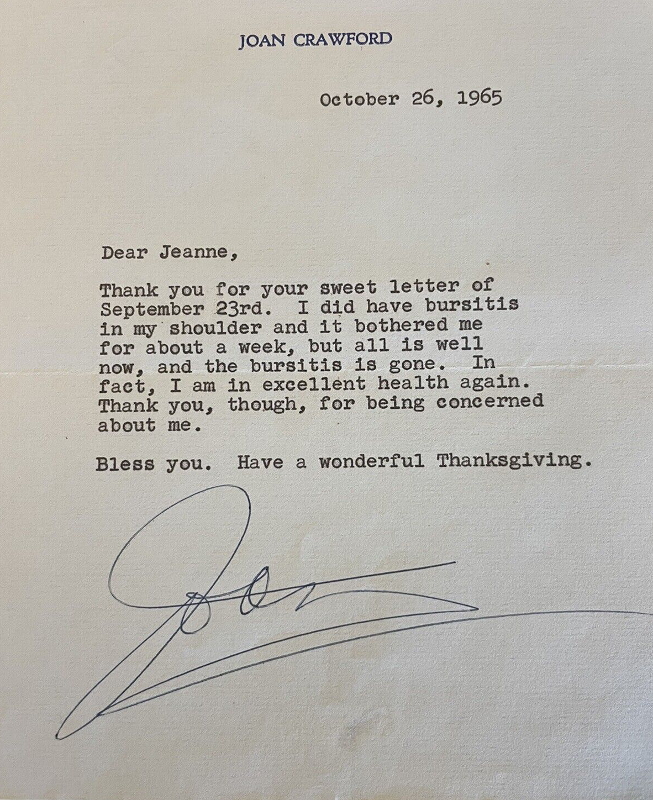 JOAN CRAWFORD
October 26, 1965
Dear Jeanne,
Thank you for your sweet letter of
September 23rd. I did have bursitis
in my shoulder and it bothered me
for about a week, but all is well
now, and the bursitis is gone. In
fact, I am in excellent health again.
Thank you, though, for being concerned
about me.
Bless you. Have a wonderful Thanksgiving.
Joan